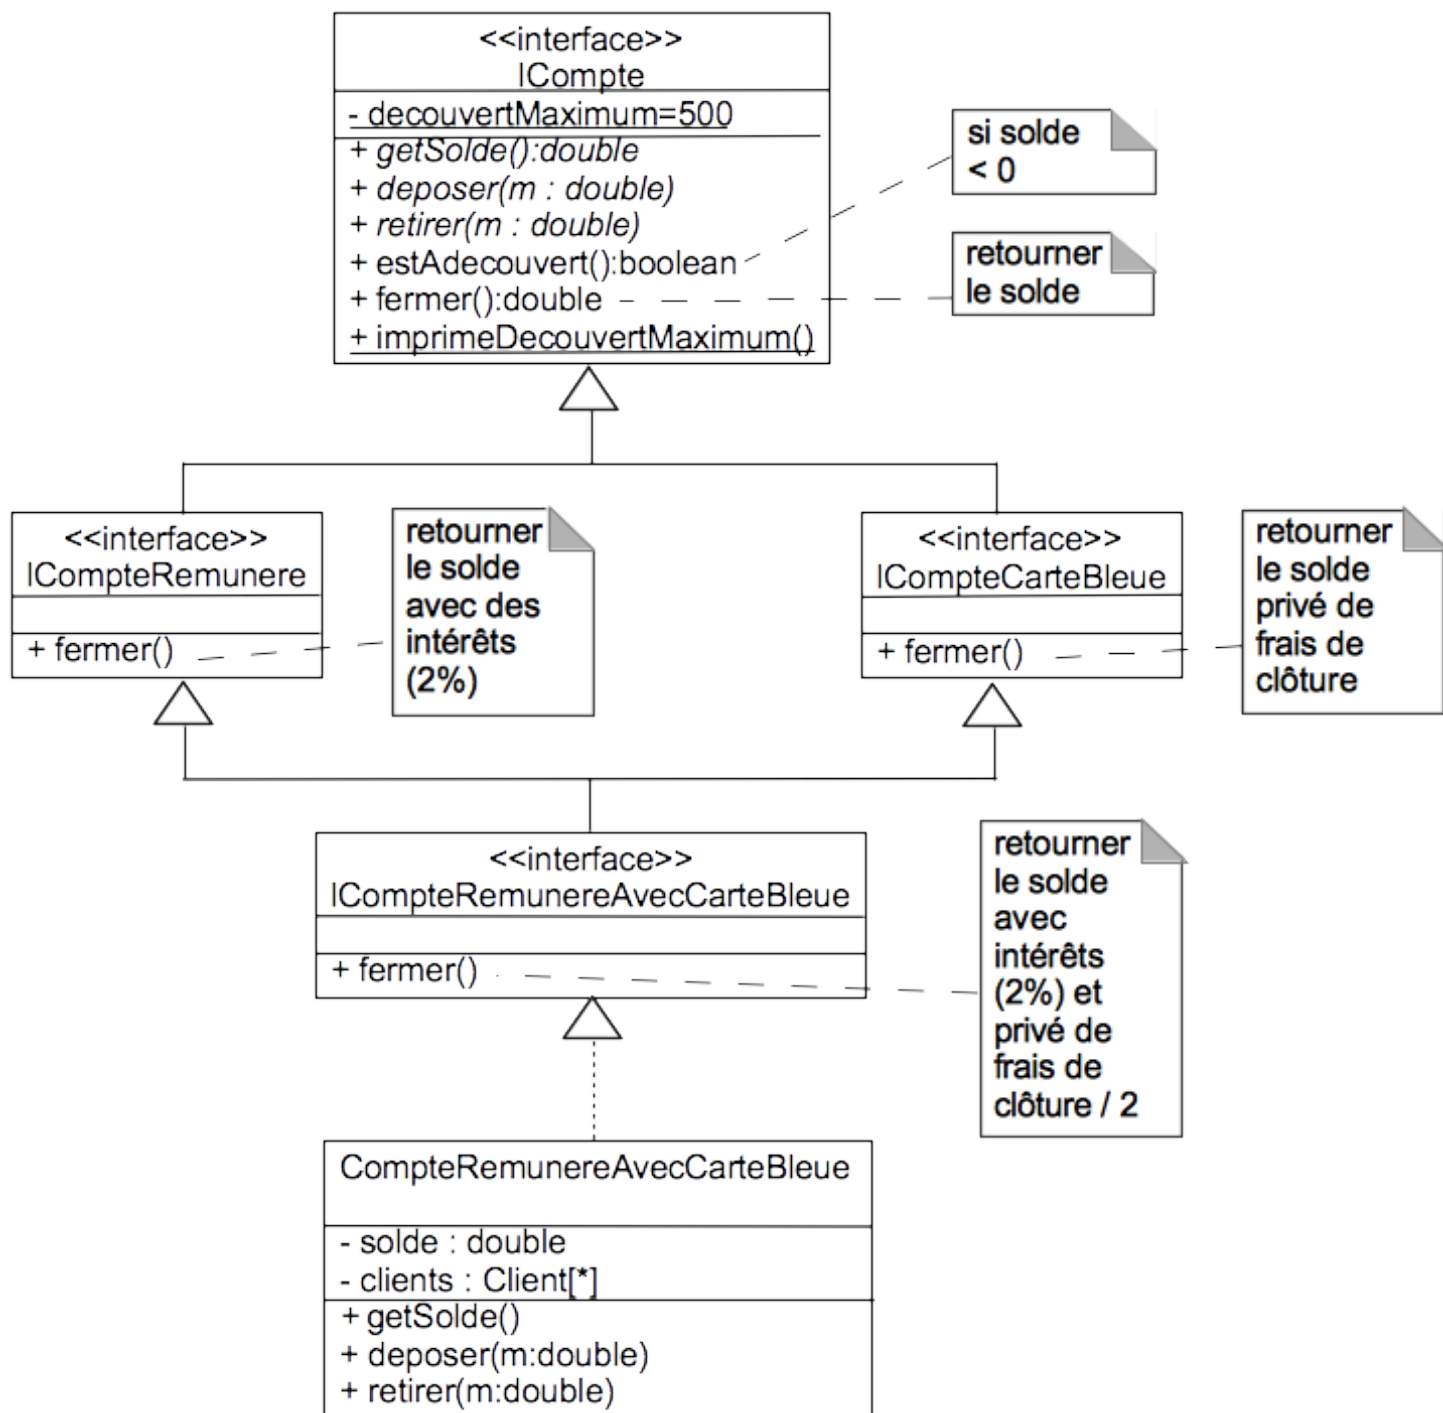 <<interface>>
ICompte
- decouvertMaximum=500
+ getSolde():double
+ deposer(m : double)
+ retirer(m : double)
+ estAdecouvert():boolean
+ fermer():double
+ imprimeDecouvertMaximum()
si solde
< 0
retourner
le solde
<<interface>>
ICompteRemunere
+ fermer()
retourner
le solde
avec des
intérêts
(2%)
<<interface>>
ICompteCarteBleue
+ fermer()
retourner
le solde
privé de
frais de
clôture
<<interface>>
ICompteRemunereAvecCarteBleue
+ fermer()
retourner
le solde
avec
intérêts
(2%) et
privé de
frais de
clôture / 2
CompteRemunereAvecCarteBleue
- solde : double
- clients : Client[*]
+ getSolde()
+ deposer(m:double)
+ retirer(m:double)